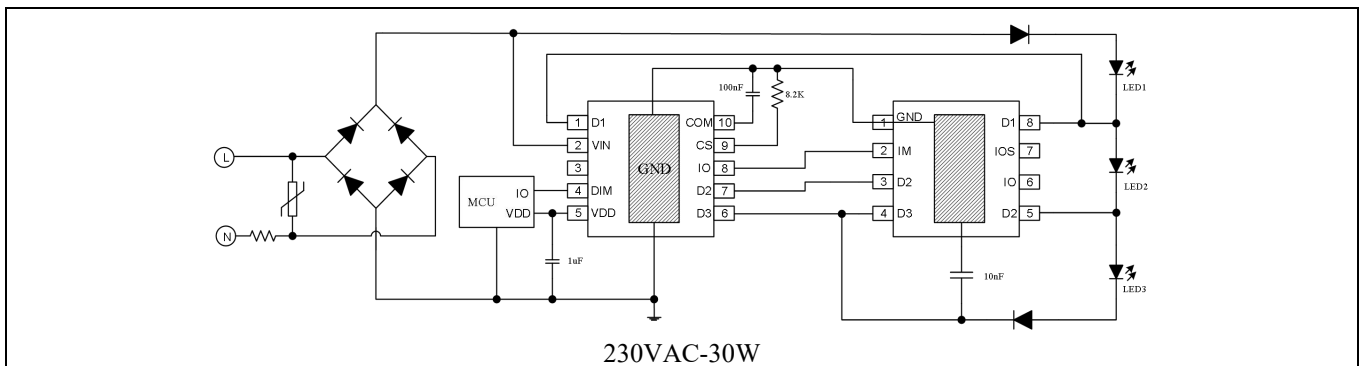 LED1
100nF
8.2K
1 D1
COM 10
1 GND
D1 8
2 VIN
CS 9
2 IM
IOS 7
3
GND
IO 8
L
LED2
4 DIM
D2 7
3 D2
IO 6
MCU
IO
VDD
5 VDD
D3 6
4 D3
D2 5
N
1uF
10nF
LED3
230VAC-30W